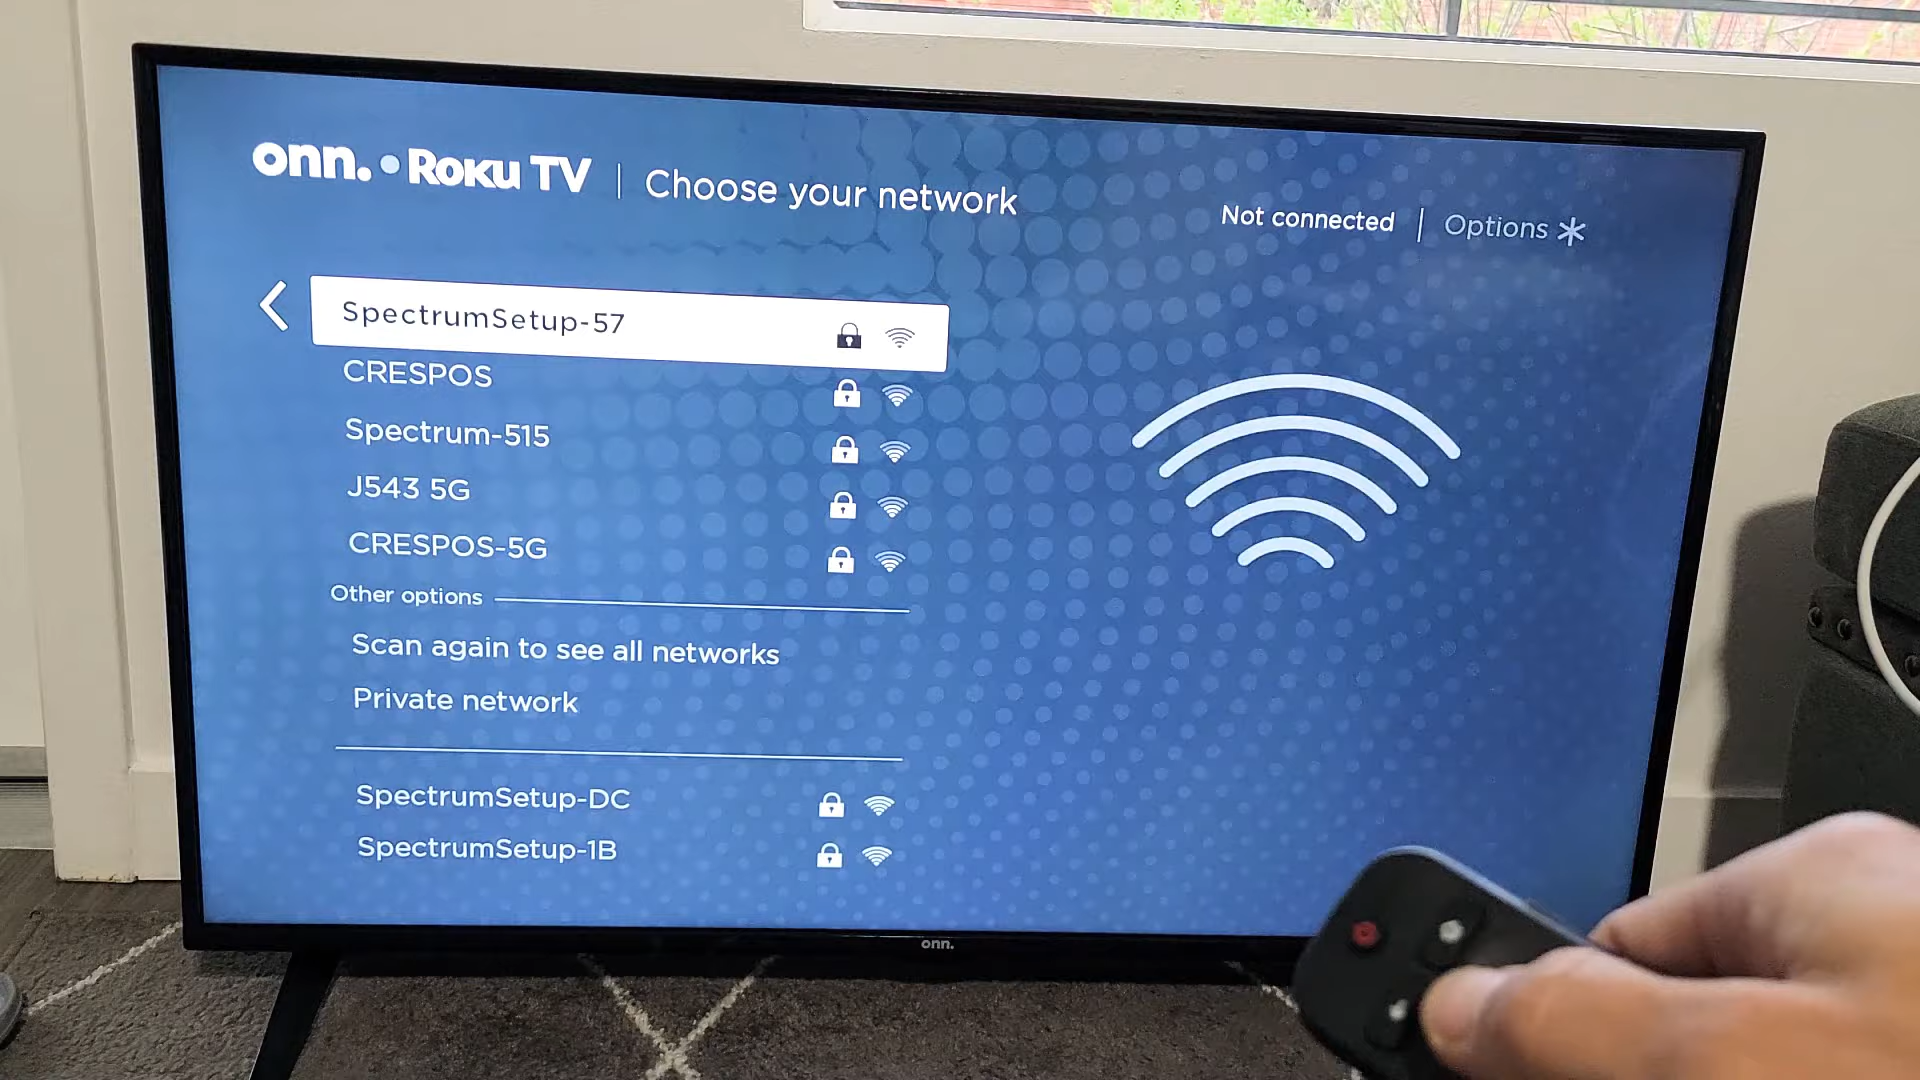 onn. • Roku TV | Choose your network
Not connected | Options *
SpectrumSetup-57
CRESPOS
Spectrum-515
J543 5G
CRESPOS-5G
Other options
Scan again to see all networks
Private network
SpectrumSetup-DC
SpectrumSetup-1B
onn.